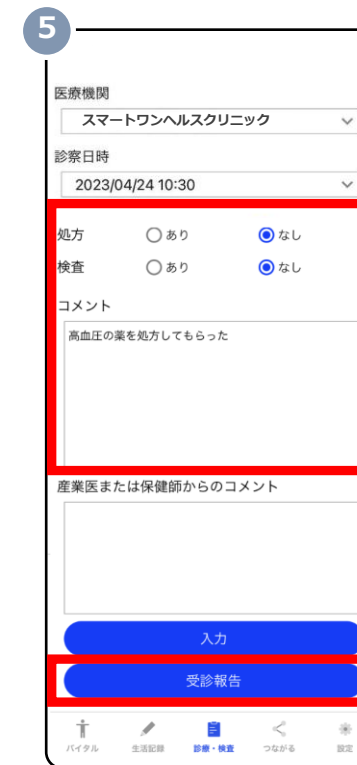 5
医療機関
スマートワンヘルスクリニック
診察日時
2023/04/24 10:30
処方 あり なし
検査 あり なし
コメント
高血圧の薬を処方してもらった
産業医または保健師からのコメント
入力
受診報告
バイタル 生活記録 診療・検査 つながる 設定